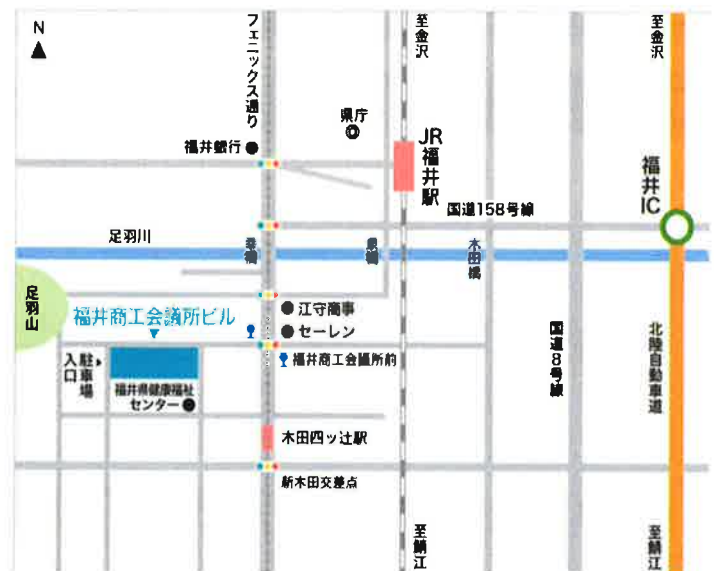 N
フェニックス通り
至金沢
至金沢
県庁
福井銀行
JR福井駅
福井IC
国道158号線
足羽川
幸橋
泉橋
木田橋
足羽山
江守商事
福井商工会議所ビル
セーレン
福井商工会議所前
国道8号線
北陸自動車道
駐車場
入口
福井県健康福祉
センター
木田四ッ辻駅
新木田交差点
至鯖江
至鯖江